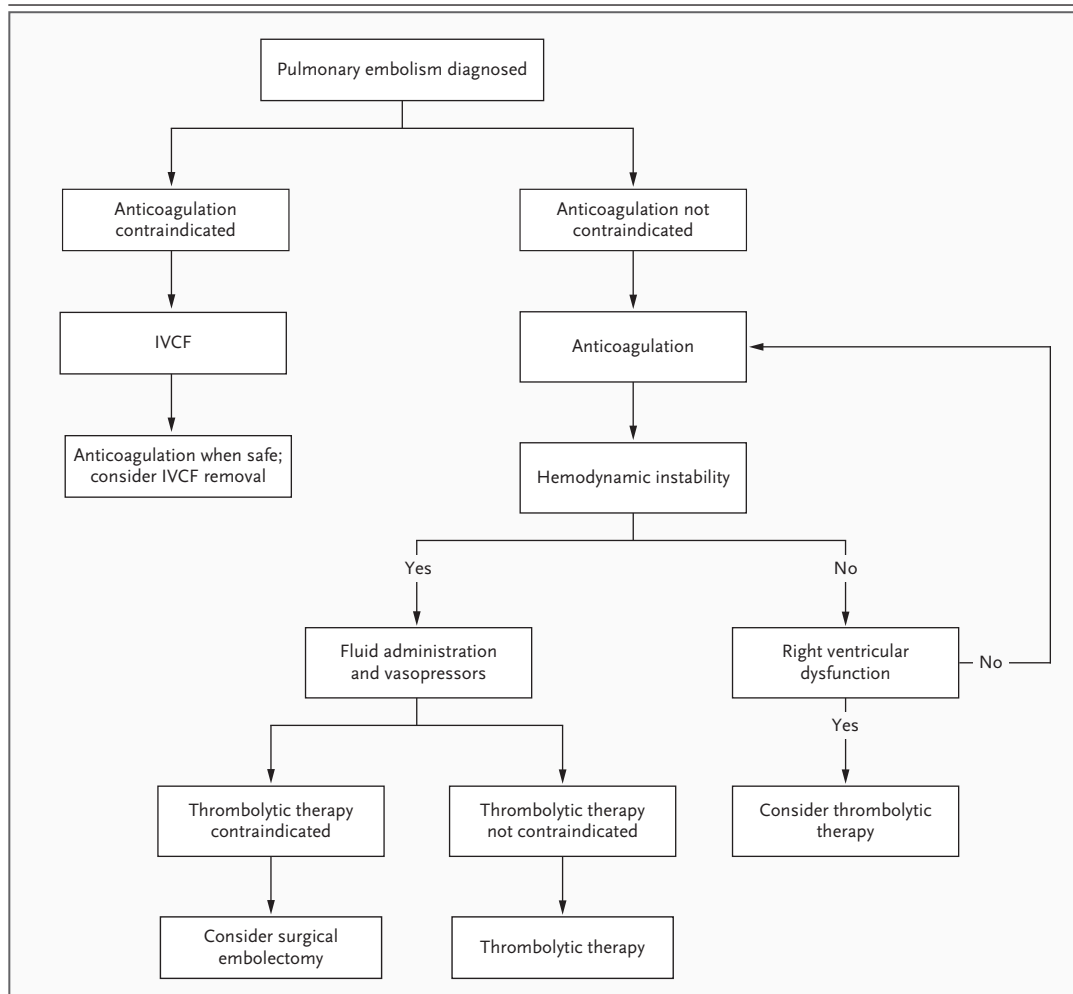 Pulmonary embolism diagnosed
Anticoagulation
contraindicated
Anticoagulation not
contraindicated
IVCF
Anticoagulation
Anticoagulation when safe;
consider IVCF removal
Hemodynamic instability
Yes
No
Fluid administration
and vasopressors
Right ventricular
dysfunction
No
Yes
Thrombolytic therapy
contraindicated
Thrombolytic therapy
not contraindicated
Consider thrombolytic
therapy
Consider surgical
embolectomy
Thrombolytic therapy